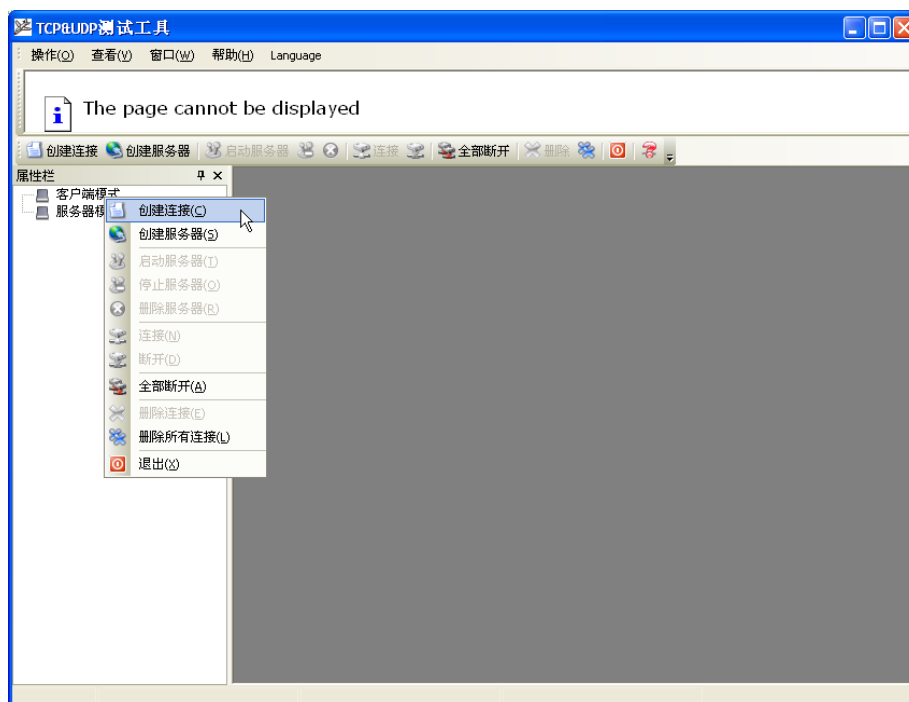 TCP&UDP测试工具
操作(O) 查看(V) 窗口(W) 帮助(H) Language
The page cannot be displayed
创建连接 创建服务器 启动服务器 连接 全部断开 删除
属性栏
客户端模式
服务器模
创建连接(C)
创建服务器(S)
启动服务器(T)
停止服务器(O)
删除服务器(R)
连接(N)
断开(D)
全部断开(A)
删除连接(E)
删除所有连接(L)
退出(X)